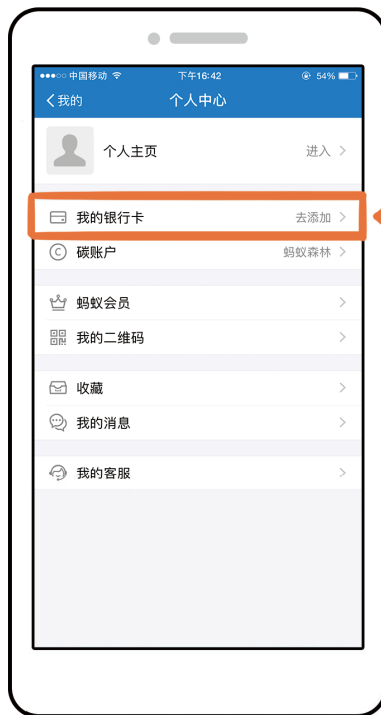 中国移动 下午16:42 54%
我的 个人中心
个人主页 进入
我的银行卡 去添加
碳账户 蚂蚁森林
蚂蚁会员
我的二维码
收藏
我的消息
我的客服